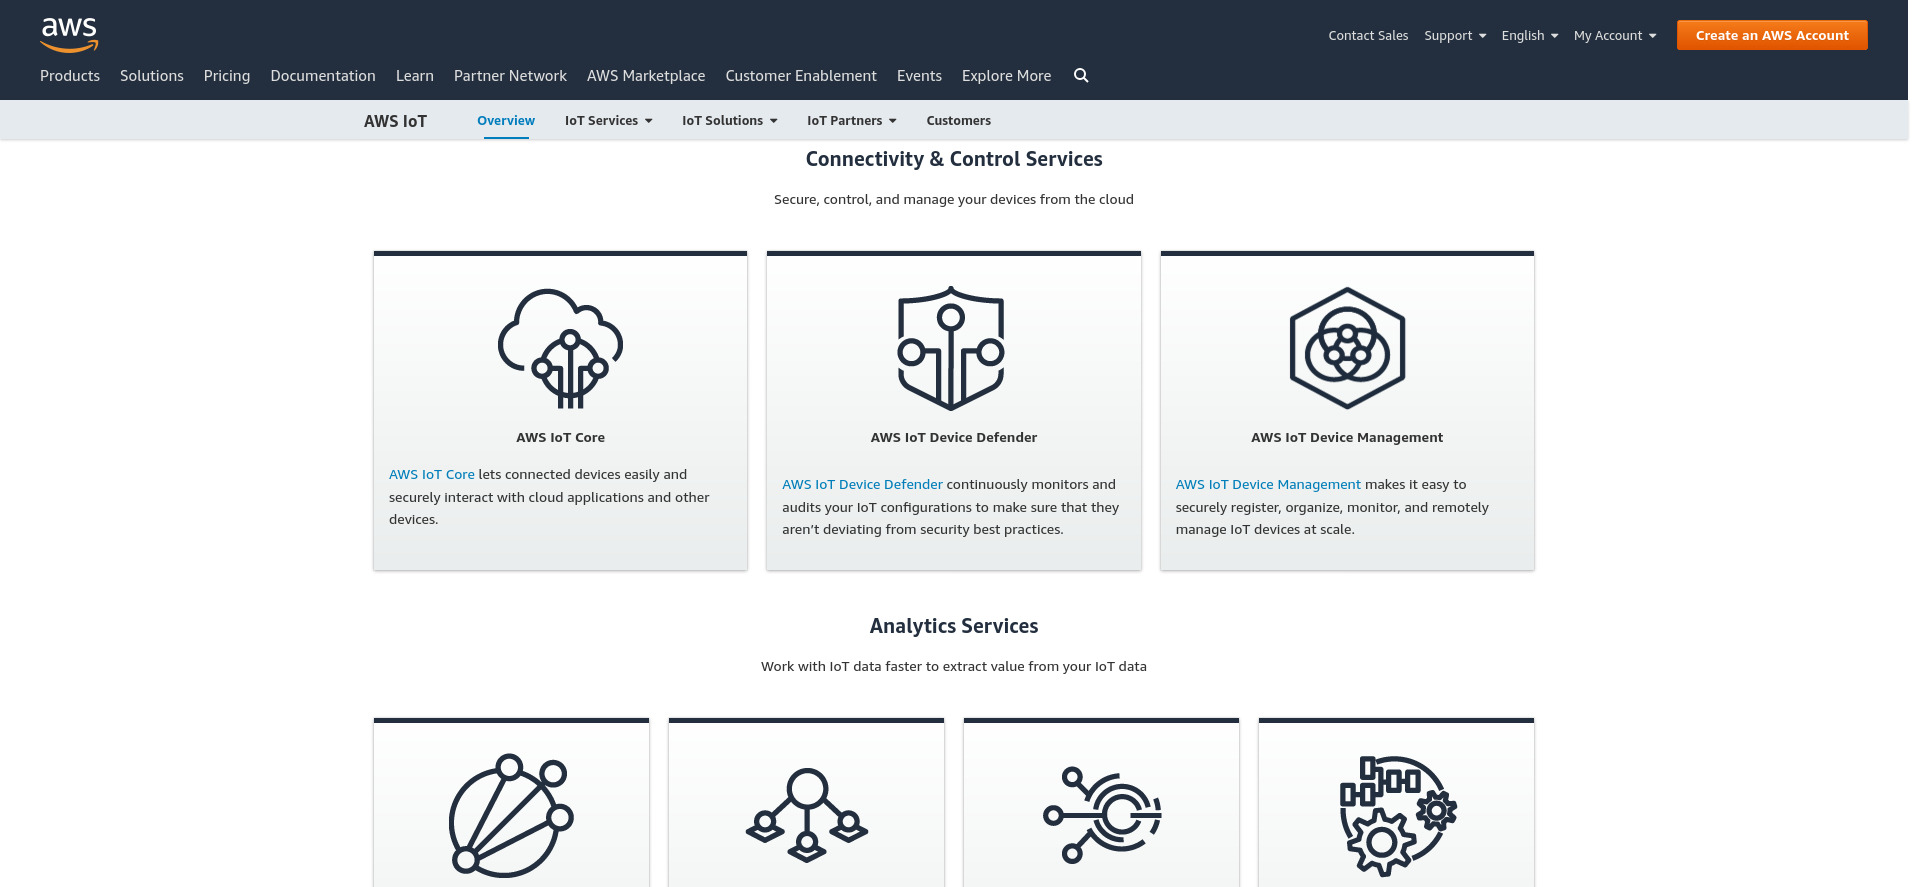 aws
Contact Sales Support English My Account Create an AWS Account
Products Solutions Pricing Documentation Learn Partner Network AWS Marketplace Customer Enablement Events Explore More
AWS IoT Overview IoT Services IoT Solutions IoT Partners Customers
Connectivity & Control Services
Secure, control, and manage your devices from the cloud
AWS IoT Core
AWS IoT Core lets connected devices easily and
securely interact with cloud applications and other
devices.
AWS IoT Device Defender
AWS IoT Device Defender continuously monitors and
audits your IoT configurations to make sure that they
aren’t deviating from security best practices.
AWS IoT Device Management
AWS IoT Device Management makes it easy to
securely register, organize, monitor, and remotely
manage IoT devices at scale.
Analytics Services
Work with IoT data faster to extract value from your IoT data